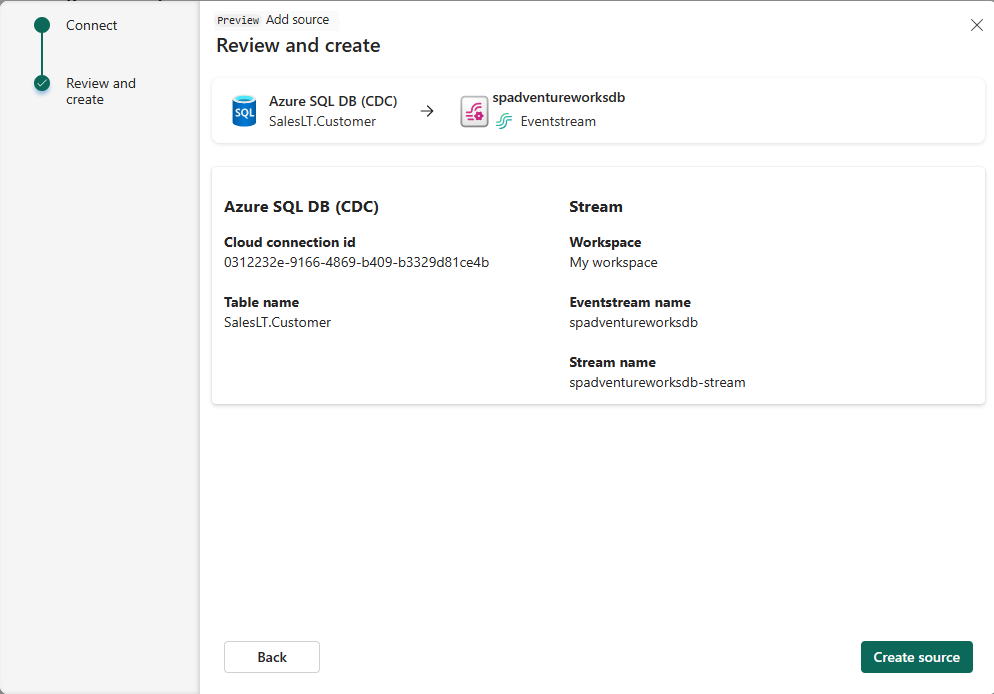 Connect
Review and
create
Preview Add source
Review and create
SQL
Azure SQL DB (CDC)
SalesLT.Customer
spadventureworksdb
Eventstream
Azure SQL DB (CDC)
Cloud connection id
0312232e-9166-4869-b409-b3329d81ce4b
Table name
SalesLT.Customer
Stream
Workspace
My workspace
Eventstream name
spadventureworksdb
Stream name
spadventureworksdb-stream
Back
Create source